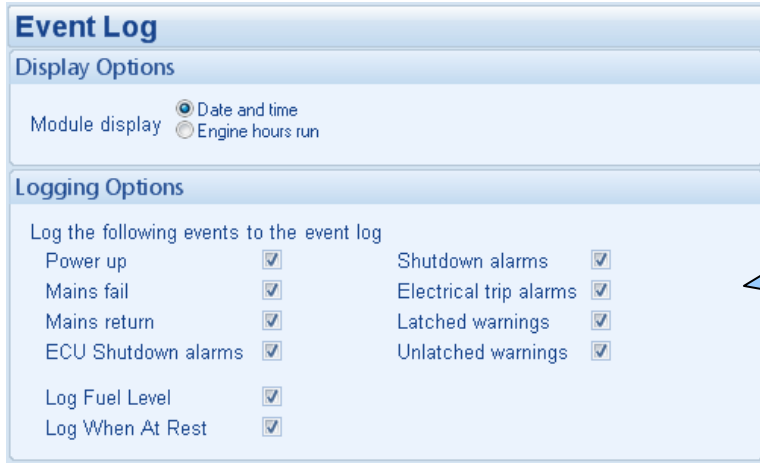 Event Log
Display Options
Module display
Date and time
Engine hours run
Logging Options
Log the following events to the event log
Power up
Shutdown alarms
Mains fail
Electrical trip alarms
Mains return
Latched warnings
ECU Shutdown alarms
Unlatched warnings
Log Fuel Level
Log When At Rest